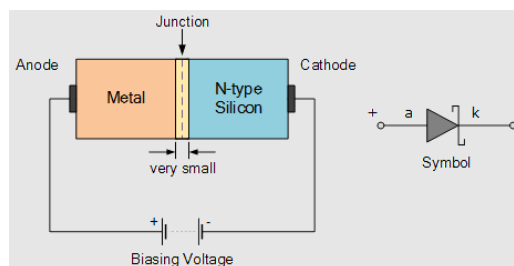 Junction
Anode
Cathode
Metal
N-type
Silicon
very small
+
-
Biasing Voltage
+
a
k
Symbol